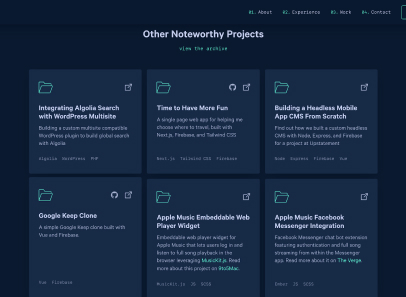 01. About
02. Experience
03. Work
04. Contact
Other Noteworthy Projects
view the archive
Integrating Algolia Search
with WordPress Multisite
Building a custom multisite compatible
WordPress plugin to build global search
with Algolia
Algolia WordPress PHP
Time to Have More Fun
A single page web app for helping me
choose where to travel, built with
Next.js, Firebase, and Tailwind CSS
Next.js Tailwind CSS Firebase
Building a Headless Mobile
App CMS From Scratch
Find out how we built a custom headless
CMS with Node, Express, and Firebase
for a project at Upstatement
Node Express Firebase Vue
Google Keep Clone
A simple Google Keep clone built with
Vue and Firebase.
Vue Firebase
Apple Music Embeddable Web
Player Widget
Embeddable web player widget for
Apple Music that lets users log in and
listen to full song playback in the
browser leveraging MusicKit.js. Read
more about this project on 9to5Mac.
MusicKit.js JS SCSS
Apple Music Facebook
Messenger Integration
Facebook Messenger chat bot extension
featuring authentication and full song
streaming from within the Messenger
app. Read more about it on The Verge.
Ember JS SCSS